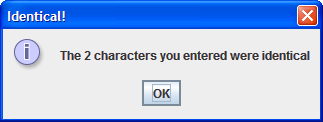 Identical!
The 2 characters you entered were identical
OK